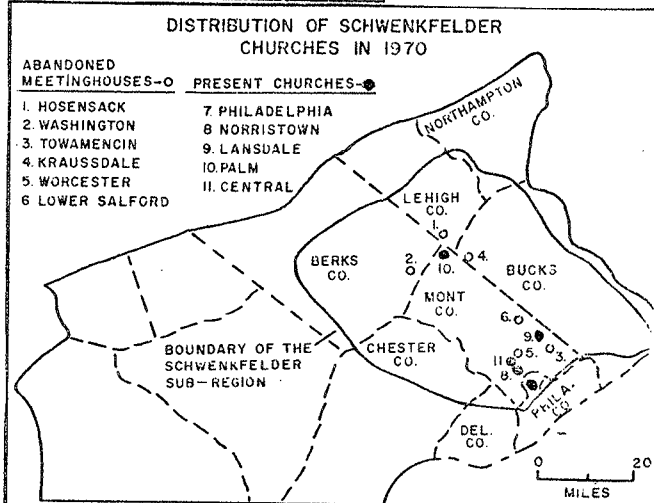 DISTRIBUTION OF SCHWENKFELDER
CHURCHES IN 1970
ABANDONED
MEETINGHOUSES-O
1. HOSENSACK
2. WASHINGTON
3. TOWAMENCIN
4. KRAUSSDALE
5. WORCESTER
6 LOWER SALFORD
PRESENT CHURCHES-
7. PHILADELPHIA
8 NORRISTOWN
9. LANSDALE
10. PALM
11. CENTRAL
NORTHAMPTON
CO.
LEHIGH
CO.
1.
BERKS
CO.
2.
10.
4.
BUCKS
CO.
MONT
CO.
6.
9.
BOUNDARY OF THE
SCHWENKFELDER
SUB-REGION
CHESTER
CO.
5.
3.
11
8.
PHILA.
CO
DEL.
CO.
0
20
MILES